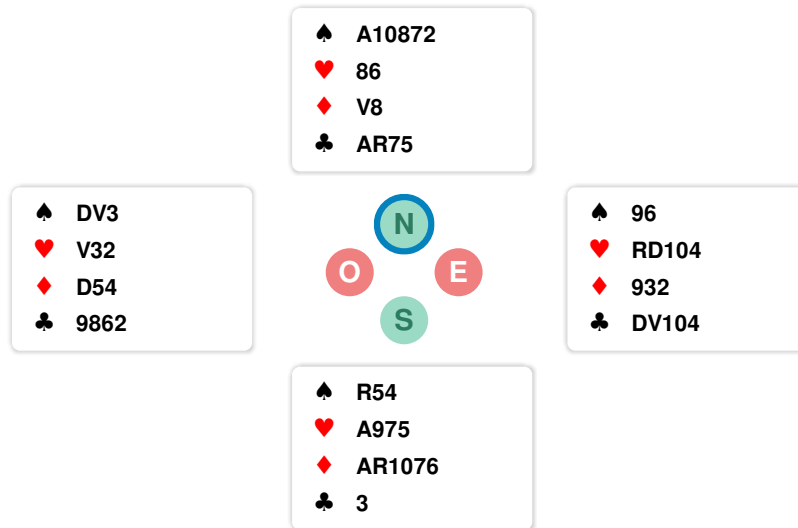 ♠ A10872
♥ 86
♦ V8
♣ AR75
♠ DV3
♥ V32
♦ D54
♣ 9862
N
O E
S
♠ 96
♥ RD104
♦ 932
♣ DV104
♠ R54
♥ A975
♦ AR1076
♣ 3